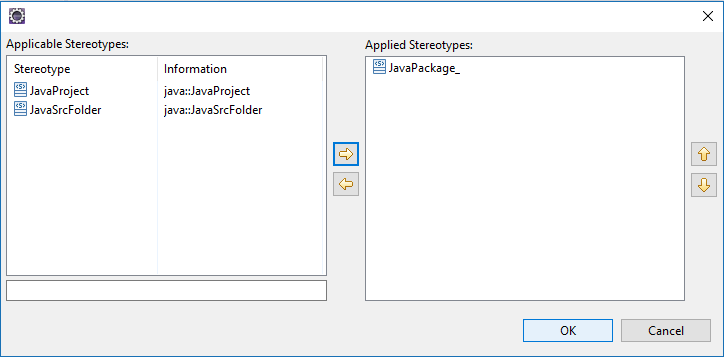 Applicable Stereotypes:
Stereotype Information
JavaProject java::JavaProject
JavaSrcFolder java::JavaSrcFolder
Applied Stereotypes:
JavaPackage_
OK Cancel